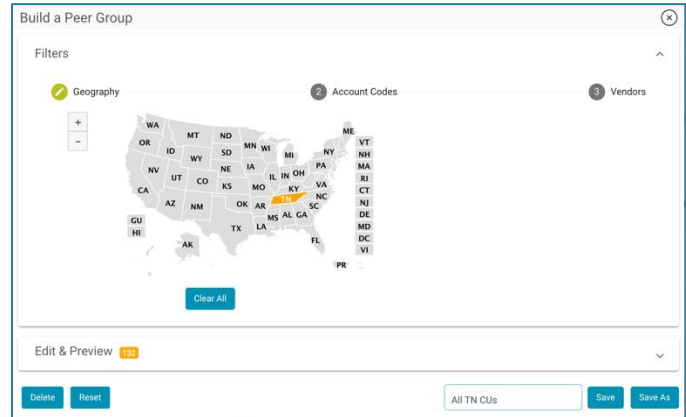 Build a Peer Group
Filters
Geography
2 Account Codes
3 Vendors
+
-
WA
ME
MT ND
VT
OR
MN WI
ID
SD
MI
NY
NH
WY
MA
NV
NE IA
PA
RI
UT CO
IL IN OH
CT
CA
KS MO KY VA
NJ
TN
NC
AZ NM
OK AR
SC
DE
MS AL GA
MD
GU
TX LA
DC
HI
FL
VI
AK
PR
Clear All
Edit & Preview 132
Delete Reset All TN CUs Save Save As